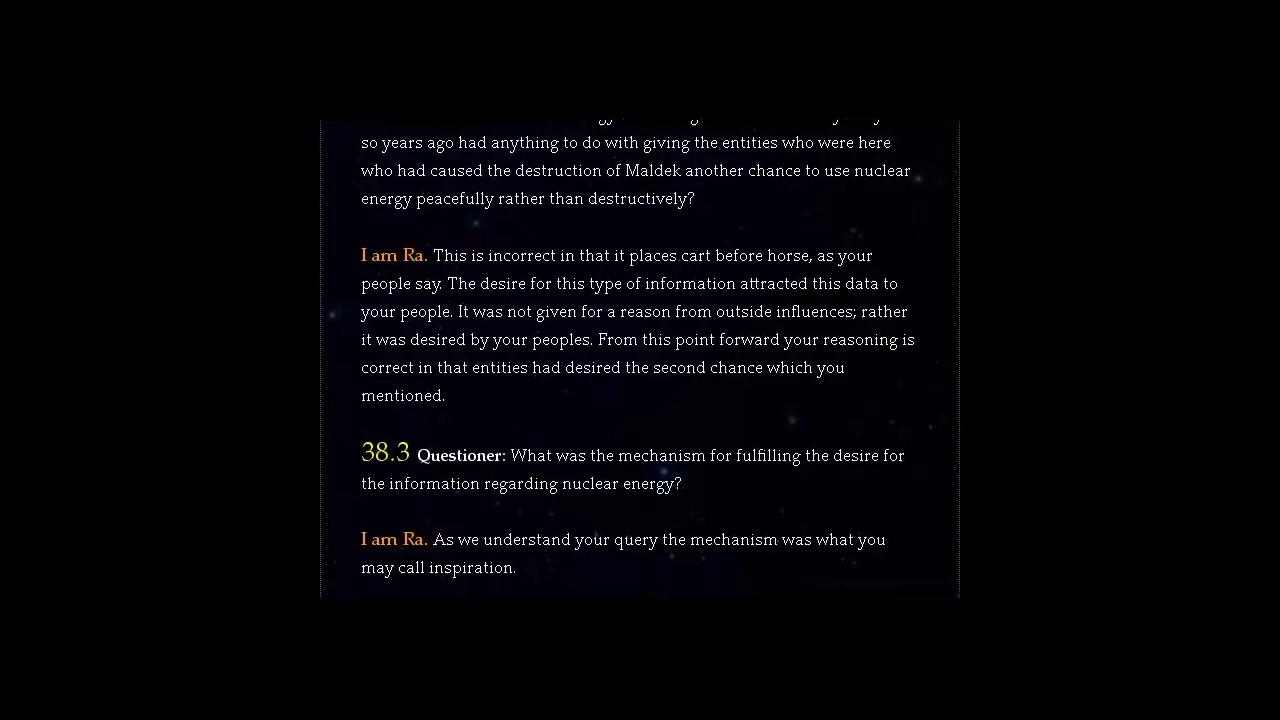 so years ago had anything to do with giving the entities who were here
who had caused the destruction of Maldek another chance to use nuclear
energy peacefully rather than destructively?
I am Ra. This is incorrect in that it places cart before horse, as your
people say. The desire for this type of information attracted this data to
your people. It was not given for a reason from outside influences; rather
it was desired by your peoples. From this point forward your reasoning is
correct in that entities had desired the second chance which you
mentioned.
38.3 Questioner: What was the mechanism for fulfilling the desire for
the information regarding nuclear energy?
I am Ra. As we understand your query the mechanism was what you
may call inspiration.